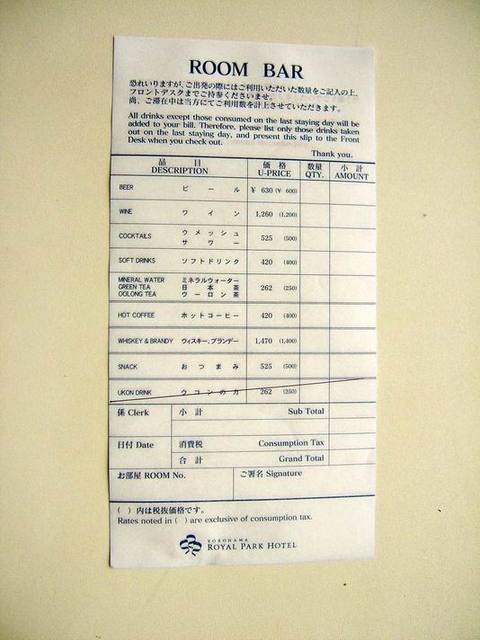 ROOM BAR
恐れいりますが、ご出発の際にはご利用いただいた数量をご記入の上、
フロントデスクまでご持参くださいませ。
尚、ご滞在中は当方にてご利用数を計上させていただきます。
All drinks except those consumed on the last staying day will be
added to your bill. Therefore, please list only those drinks taken
out on the last staying day, and present this slip to the Front
Desk when you check out.
Thank you.
品 目 価 格 数量 小 計
DESCRIPTION U-PRICE QTY. AMOUNT
BEER ビール ¥ 630 (¥ 600)
WINE ワイン 1,260 (1,200)
COCKTAILS ウメッシュ サワー 525 (500)
SOFT DRINKS ソフトドリンク 420 (400)
MINERAL WATER ミネラルウォーター
GREEN TEA 日本茶 262 (250)
OOLONG TEA ウーロン茶
HOT COFFEE ホットコーヒー 420 (400)
WHISKEY & BRANDY ウィスキー、ブランデー 1,470 (1,400)
SNACK おつまみ 525 (500)
UKON DRINK ウコンの力 262 (250)
係 Clerk 小 計 Sub Total
日付 Date 消費税 Consumption Tax
合 計 Grand Total
お部屋 ROOM No. ご署名 Signature
( ) 内は税抜価格です。
Rates noted in ( ) are exclusive of consumption tax.
YOKOHAMA
ROYAL PARK HOTEL